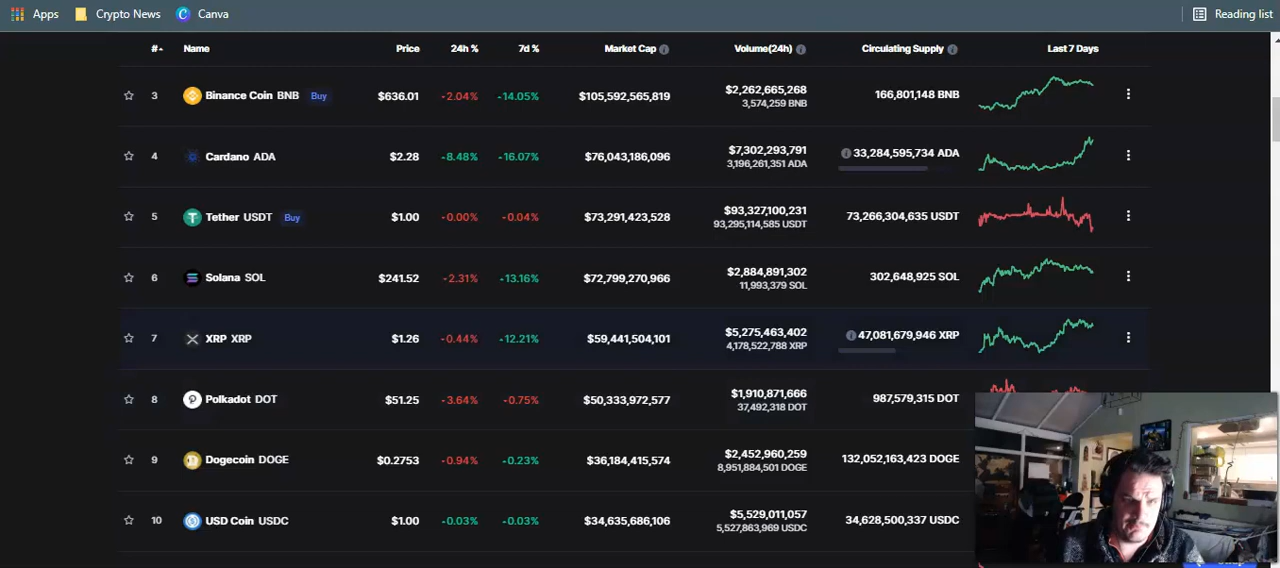 Apps Crypto News Canva Reading list
# Name Price 24h % 7d % Market Cap Volume(24h) Circulating Supply Last 7 Days
3 Binance Coin BNB Buy $636.01 -2.04% -14.05% $105,592,565,819 $2,262,665,268 166,801,148 BNB
3,574,259 BNB
4 Cardano ADA $2.28 -8.48% -16.07% $76,043,186,096 $7,302,293,791 33,284,595,734 ADA
3,196,261,351 ADA
5 Tether USDT Buy $1.00 -0.00% -0.04% $73,291,423,528 $93,327,100,231 73,266,304,635 USDT
93,295,114,585 USDT
6 Solana SOL $241.52 -2.31% -13.16% $72,799,270,966 $2,884,891,302 302,648,925 SOL
11,993,379 SOL
7 XRP XRP $1.26 -0.44% -12.21% $59,441,504,101 $5,275,463,402 47,081,679,946 XRP
4,178,522,788 XRP
8 Polkadot DOT $51.25 -3.64% -0.75% $50,333,972,577 $1,910,871,666 987,579,315 DOT
37,492,318 DOT
9 Dogecoin DOGE $0.2753 -0.94% -0.23% $36,184,415,574 $2,452,960,259 132,052,163,423 DOGE
8,951,884,501 DOGE
10 USD Coin USDC $1.00 -0.03% -0.03% $34,635,686,106 $5,529,011,057 34,628,500,337 USDC
5,527,863,969 USDC